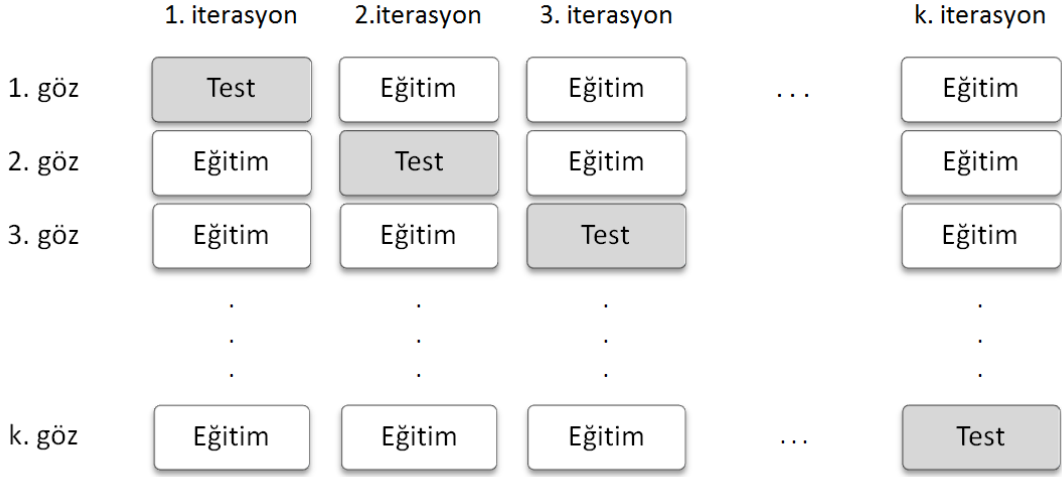 1. iterasyon 2.iterasyon 3. iterasyon k. iterasyon
1. göz Test Eğitim Eğitim . . . Eğitim
2. göz Eğitim Test Eğitim Eğitim
3. göz Eğitim Eğitim Test Eğitim
. . . .
. . . .
. . . .
k. göz Eğitim Eğitim Eğitim . . . Test